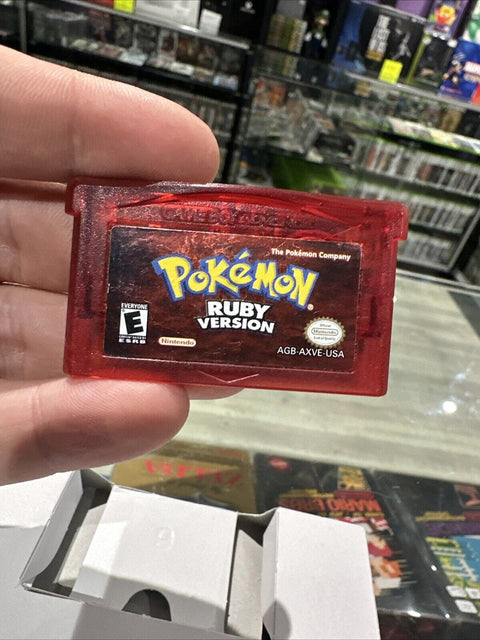 GAME BOY ADVANCE
The Pokémon Company
POKéMON®
RUBY
VERSION
EVERYONE
E
ESRB
Nintendo
Official
Nintendo
Seal of Quality
AGB-AXVE-USA